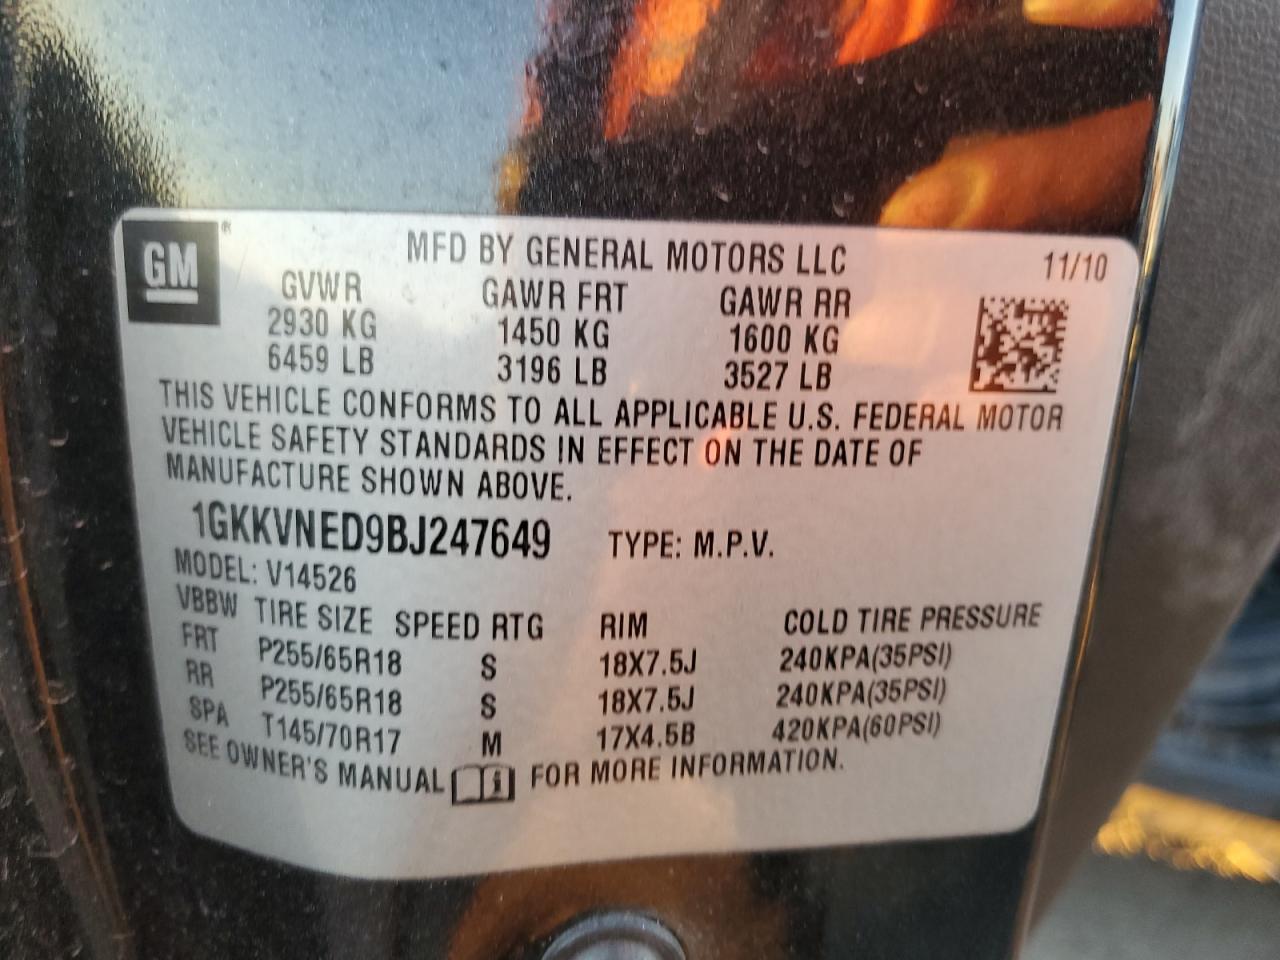 GM®
MFD BY GENERAL MOTORS LLC 11/10
GVWR GAWR FRT GAWR RR
2930 KG 1450 KG 1600 KG
6459 LB 3196 LB 3527 LB
THIS VEHICLE CONFORMS TO ALL APPLICABLE U.S. FEDERAL MOTOR
VEHICLE SAFETY STANDARDS IN EFFECT ON THE DATE OF
MANUFACTURE SHOWN ABOVE.
1GKKVNED9BJ247649 TYPE: M.P.V.
MODEL: V14526
VBBW TIRE SIZE SPEED RTG RIM COLD TIRE PRESSURE
FRT P255/65R18 S 18X7.5J 240KPA(35PSI)
RR P255/65R18 S 18X7.5J 240KPA(35PSI)
SPA T145/70R17 M 17X4.5B 420KPA(60PSI)
SEE OWNER'S MANUAL i FOR MORE INFORMATION.